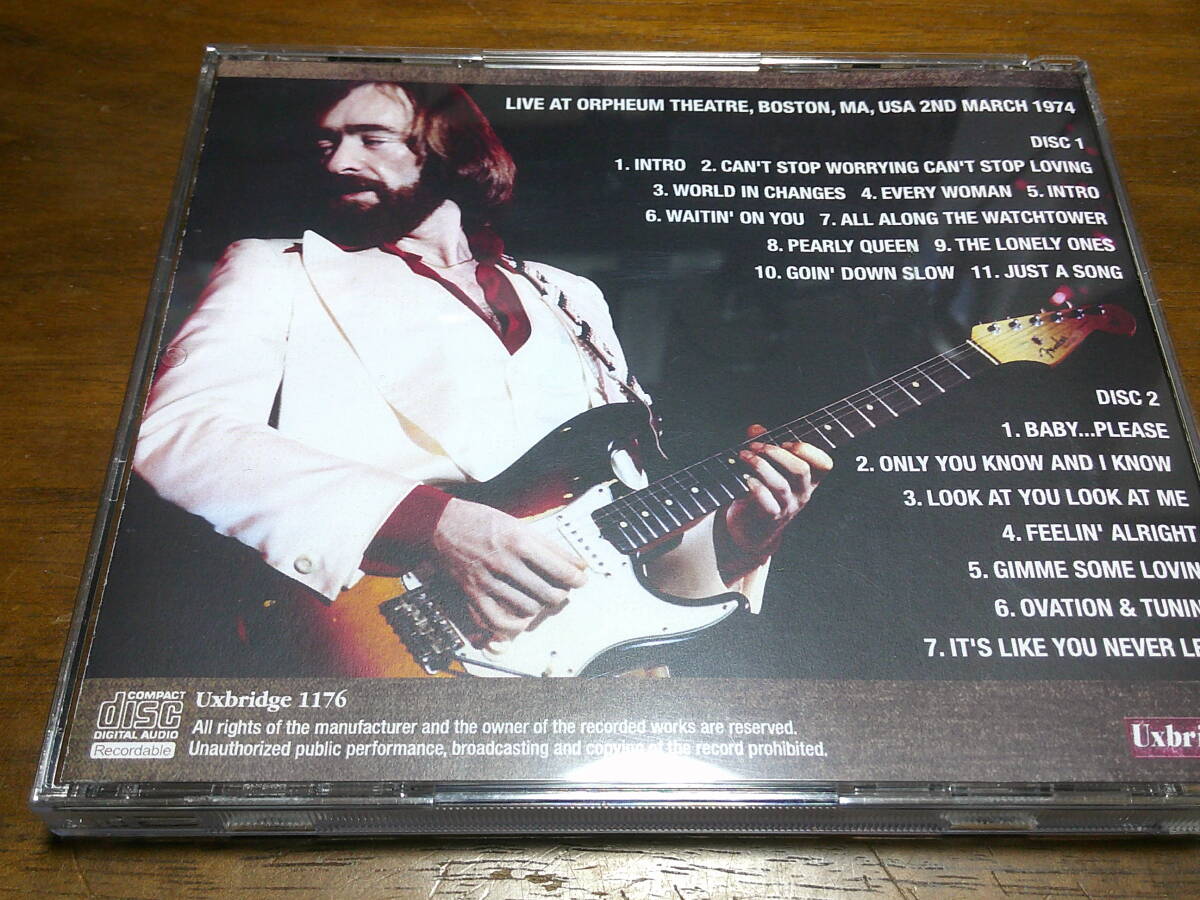 LIVE AT ORPHEUM THEATRE, BOSTON, MA, USA 2ND MARCH 1974
DISC 1
1. INTRO 2. CAN'T STOP WORRYING CAN'T STOP LOVING
3. WORLD IN CHANGES 4. EVERY WOMAN 5. INTRO
6. WAITIN' ON YOU 7. ALL ALONG THE WATCHTOWER
8. PEARLY QUEEN 9. THE LONELY ONES
10. GOIN' DOWN SLOW 11. JUST A SONG
Fender
DISC 2
1. BABY...PLEASE
2. ONLY YOU KNOW AND I KNOW
3. LOOK AT YOU LOOK AT ME
4. FEELIN' ALRIGHT
5. GIMME SOME LOVIN
6. OVATION & TUNIN
7. IT'S LIKE YOU NEVER LE
COMPACT
disc
DIGITAL AUDIO
Recordable
Uxbridge 1176
All rights of the manufacturer and the owner of the recorded works are reserved.
Unauthorized public performance, broadcasting and copying of the record prohibited.
Uxbri